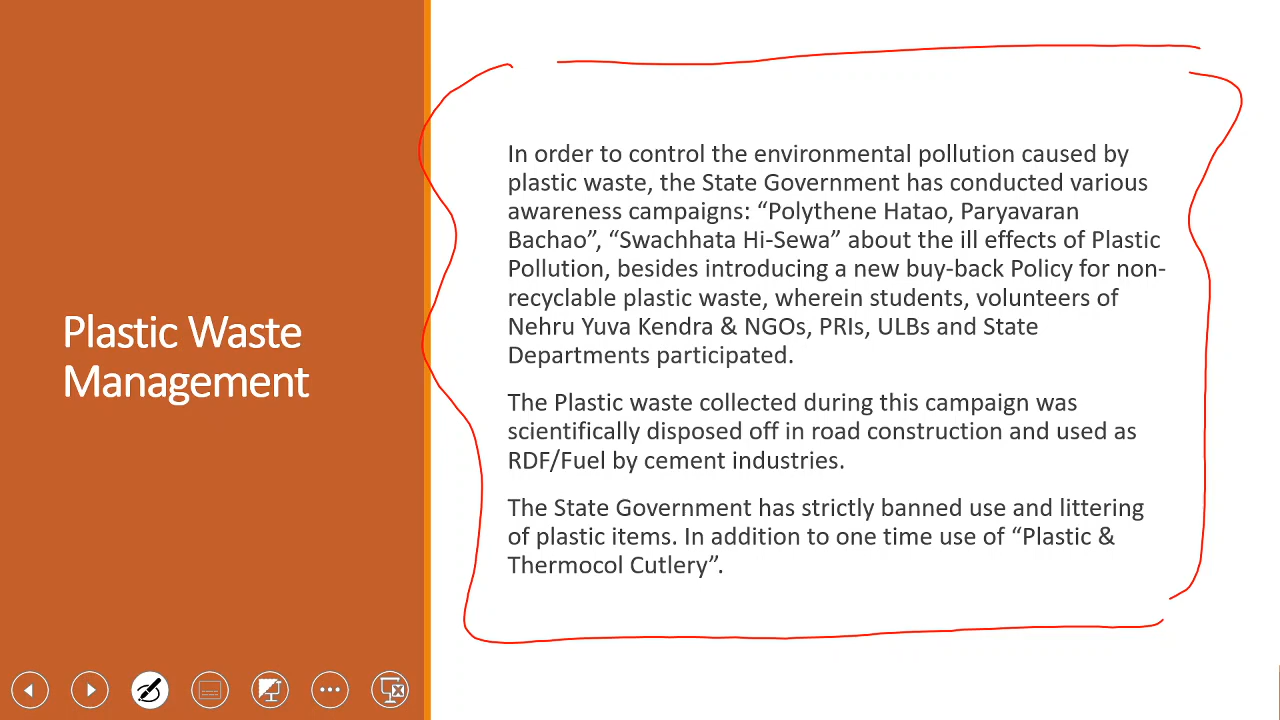 Plastic Waste
Management
In order to control the environmental pollution caused by
plastic waste, the State Government has conducted various
awareness campaigns: “Polythene Hatao, Paryavaran
Bachao”, “Swachhata Hi-Sewa” about the ill effects of Plastic
Pollution, besides introducing a new buy-back Policy for non-
recyclable plastic waste, wherein students, volunteers of
Nehru Yuva Kendra & NGOs, PRIs, ULBs and State
Departments participated.
The Plastic waste collected during this campaign was
scientifically disposed off in road construction and used as
RDF/Fuel by cement industries.
The State Government has strictly banned use and littering
of plastic items. In addition to one time use of “Plastic &
Thermocol Cutlery”.